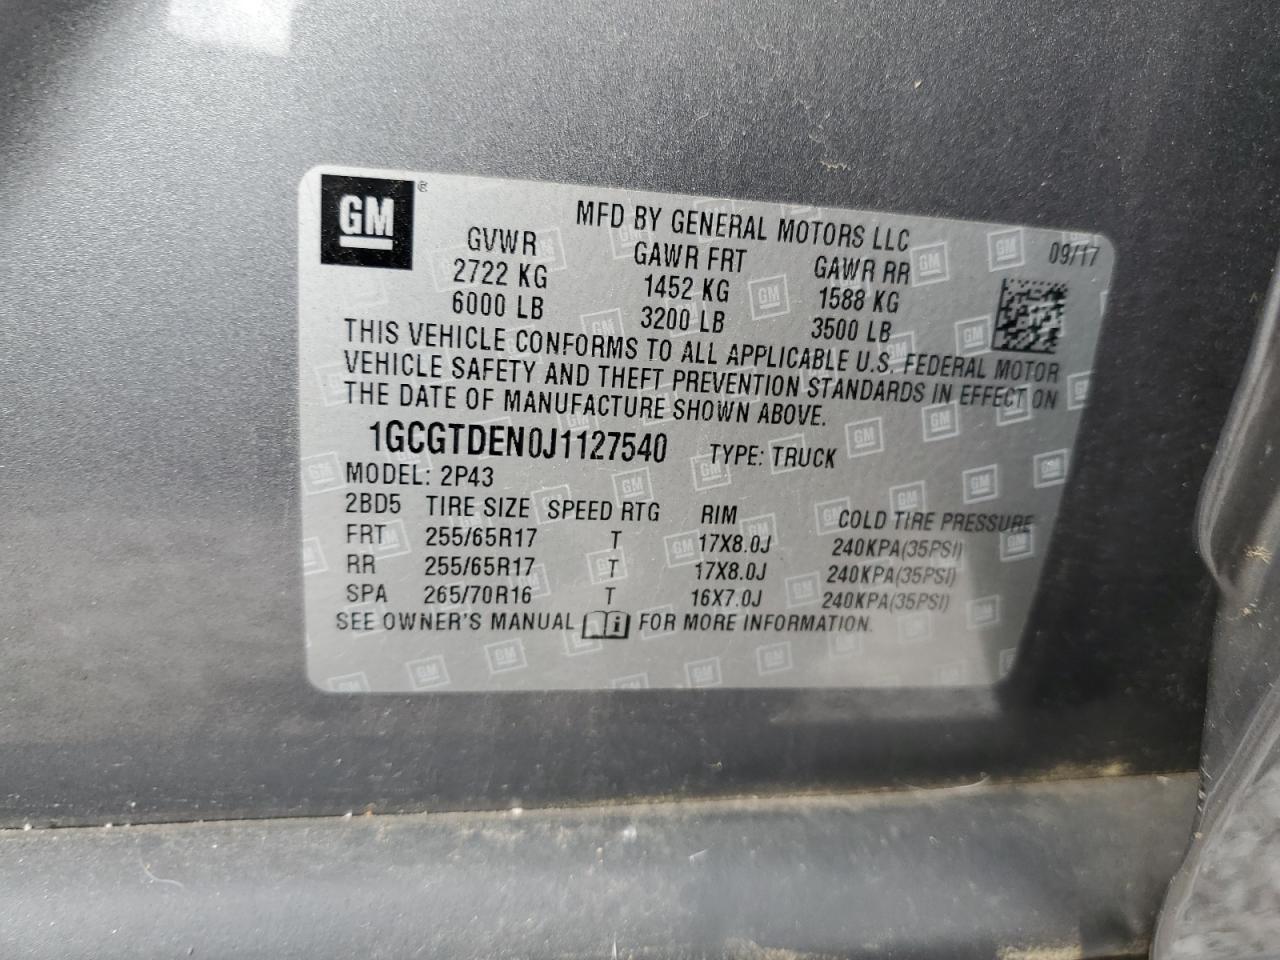 GM ®
MFD BY GENERAL MOTORS LLC
09/17
GVWR GAWR FRT GAWR RR
2722 KG 1452 KG 1588 KG
6000 LB 3200 LB 3500 LB
THIS VEHICLE CONFORMS TO ALL APPLICABLE U.S. FEDERAL MOTOR
VEHICLE SAFETY AND THEFT PREVENTION STANDARDS IN EFFECT ON
THE DATE OF MANUFACTURE SHOWN ABOVE.
1GCGTDEN0J1127540 TYPE: TRUCK
MODEL: 2P43
2BD5 TIRE SIZE SPEED RTG RIM COLD TIRE PRESSURE
FRT 255/65R17 T 17X8.0J 240KPA(35PSI)
RR 255/65R17 T 17X8.0J 240KPA(35PSI)
SPA 265/70R16 T 16X7.0J 240KPA(35PSI)
SEE OWNER'S MANUAL i FOR MORE INFORMATION.